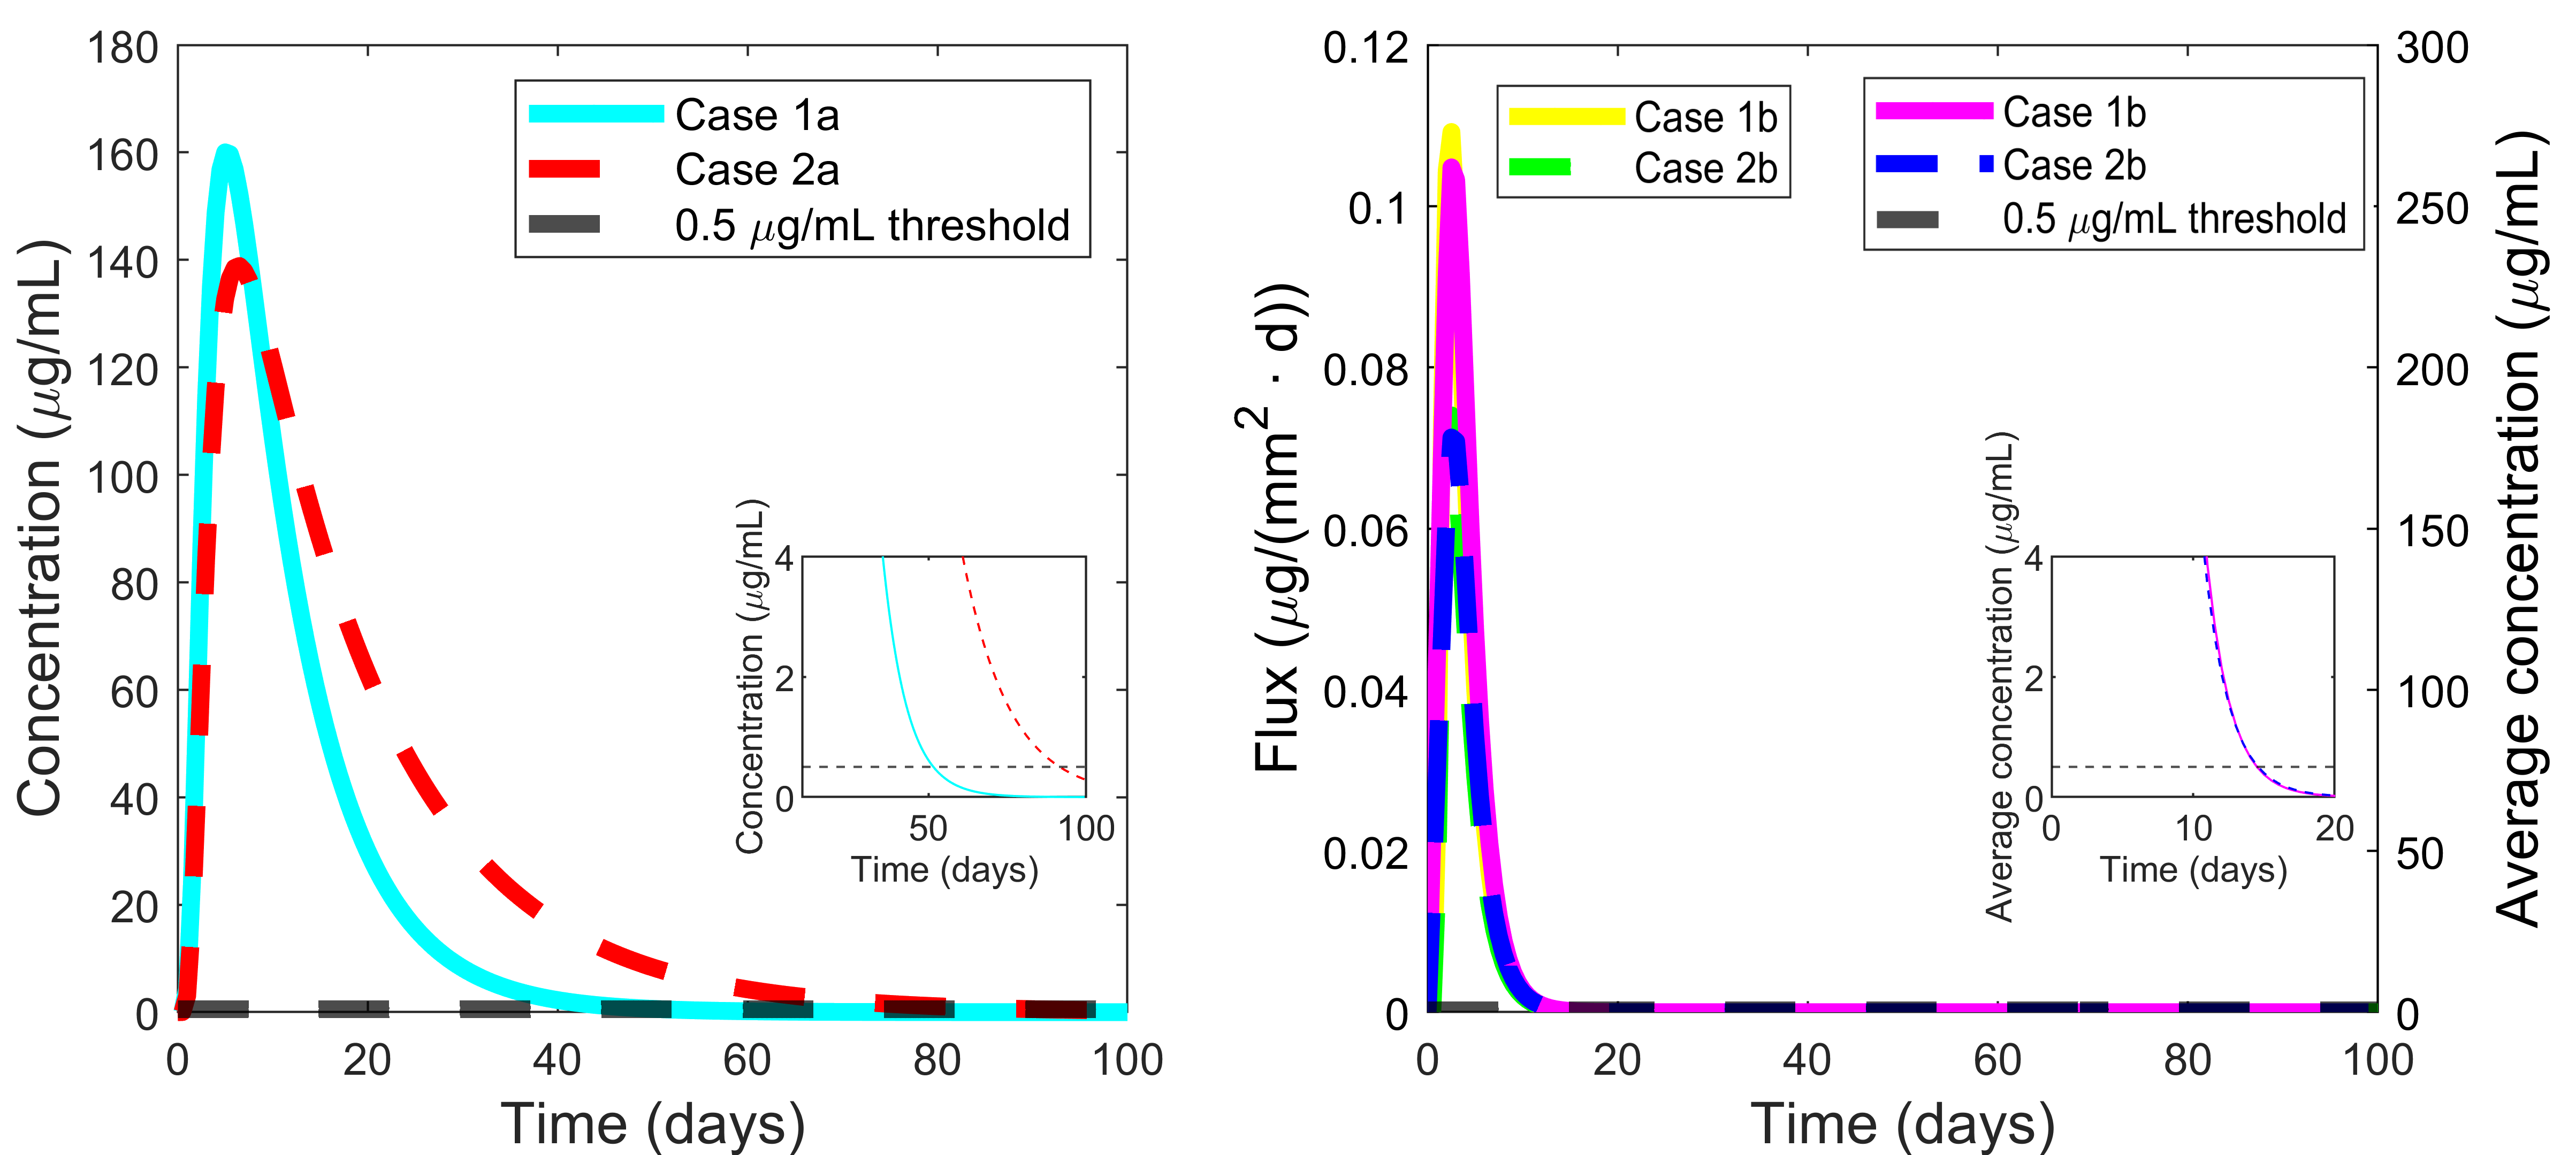 180
160
140
120
100
80
60
40
20
0
Concentration (μg/mL)
Case 1a
Case 2a
0.5 μg/mL threshold
4
2
0
Concentration (μg/mL)
50
100
Time (days)
0
20
40
60
80
100
Time (days)
0.12
0.1
0.08
0.06
0.04
0.02
0
Flux (μg/(mm² · d))
Case 1b
Case 2b
Case 1b
Case 2b
0.5 μg/mL threshold
300
250
200
150
100
50
0
Average concentration (μg/mL)
4
2
0
Average concentration (μg/mL)
0
10
20
Time (days)
0
20
40
60
80
100
Time (days)